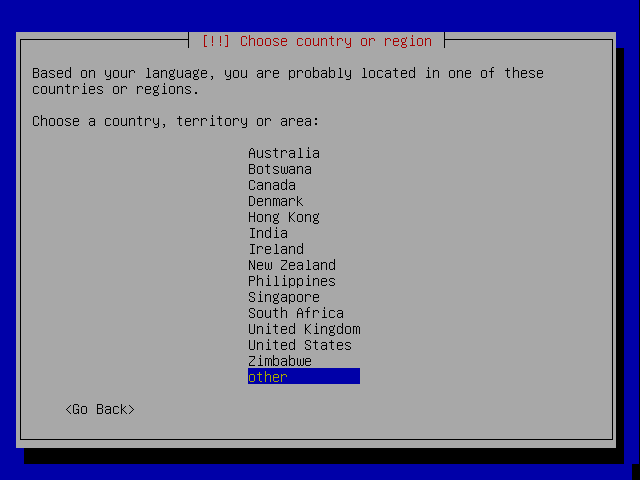 [!!] Choose country or region
Based on your language, you are probably located in one of these
countries or regions.
Choose a country, territory or area:
Australia
Botswana
Canada
Denmark
Hong Kong
India
Ireland
New Zealand
Philippines
Singapore
South Africa
United Kingdom
United States
Zimbabwe
other
<Go Back>